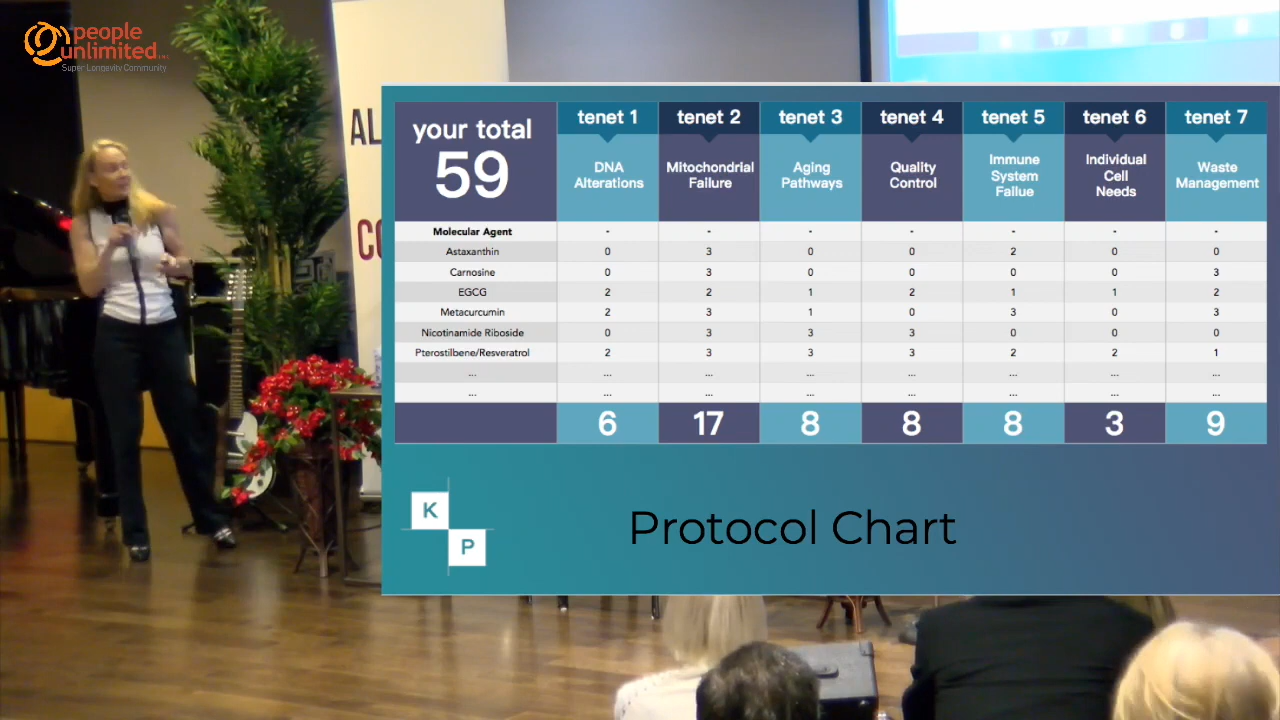 people
unlimited INC
Super-Longevity Community
AL
CO
your total
59
tenet 1 tenet 2 tenet 3 tenet 4 tenet 5 tenet 6 tenet 7
DNA Alterations Mitochondrial Failure Aging Pathways Quality Control Immune System Failue Individual Cell Needs Waste Management
Molecular Agent - - - - - - -
Astaxanthin 0 3 0 0 2 0 0
Carnosine 0 3 0 0 0 0 3
EGCG 2 2 1 2 1 1 2
Metacurcumin 2 3 1 0 3 0 3
Nicotinamide Riboside 0 3 3 3 0 0 0
Pterostilbene/Resveratrol 2 3 3 3 2 2 1
... ... ... ... ... ... ... ...
... ... ... ... ... ... ... ...
6 17 8 8 8 3 9
K
P
Protocol Chart